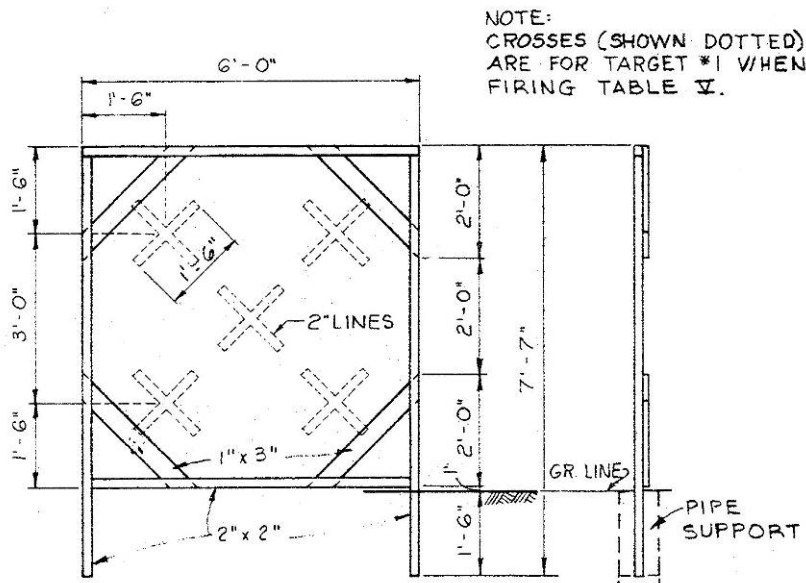 NOTE:
CROSSES (SHOWN DOTTED)
ARE FOR TARGET #1 WHEN
FIRING TABLE V.
6'-0"
1'-6"
1'-6"
3'-0"
1'-6"
1'-6"
2" LINES
1" x 3"
2" x 2"
2'-0"
2'-0"
2'-0"
1"
1'-6"
7'-7"
GR. LINE
PIPE
SUPPORT